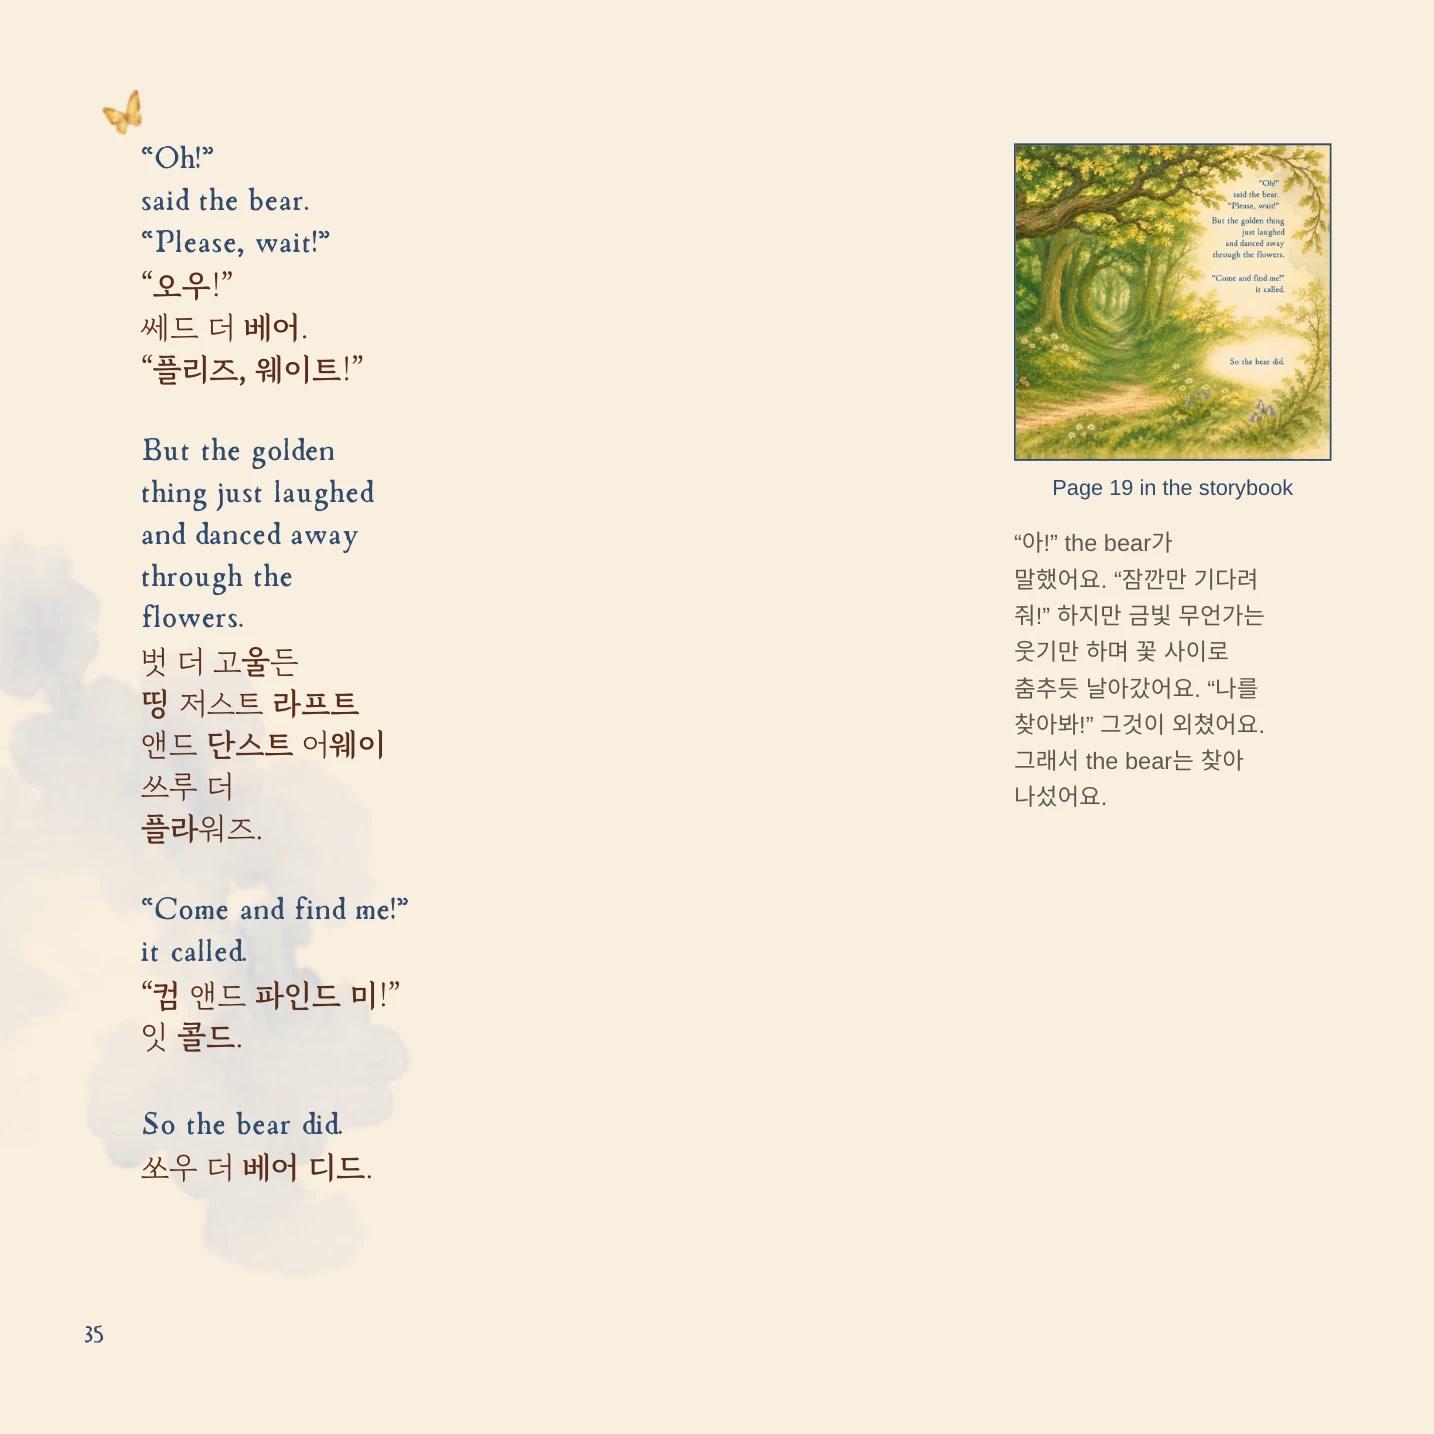 “Oh!”
said the bear.
“Please, wait!”
“오우!”
쎄드 더 베어.
“플리즈, 웨이트!”
But the golden
thing just laughed
and danced away
through the
flowers.
벗 더 고울든
띵 저스트 라프트
앤드 단스트 어웨이
쓰루 더
플라워즈.
“Come and find me!”
it called.
“컴 앤드 파인드 미!”
잇 콜드.
So the bear did.
쏘우 더 베어 디드.
35
“Oh!”
said the bear.
“Please, wait!”
But the golden thing
just laughed
and danced away
through the flowers.
“Come and find me!”
it called.
So the bear did.
Page 19 in the storybook
“아!” the bear가
말했어요. “잠깐만 기다려
줘!” 하지만 금빛 무언가는
웃기만 하며 꽃 사이로
춤추듯 날아갔어요. “나를
찾아봐!” 그것이 외쳤어요.
그래서 the bear는 찾아
나섰어요.